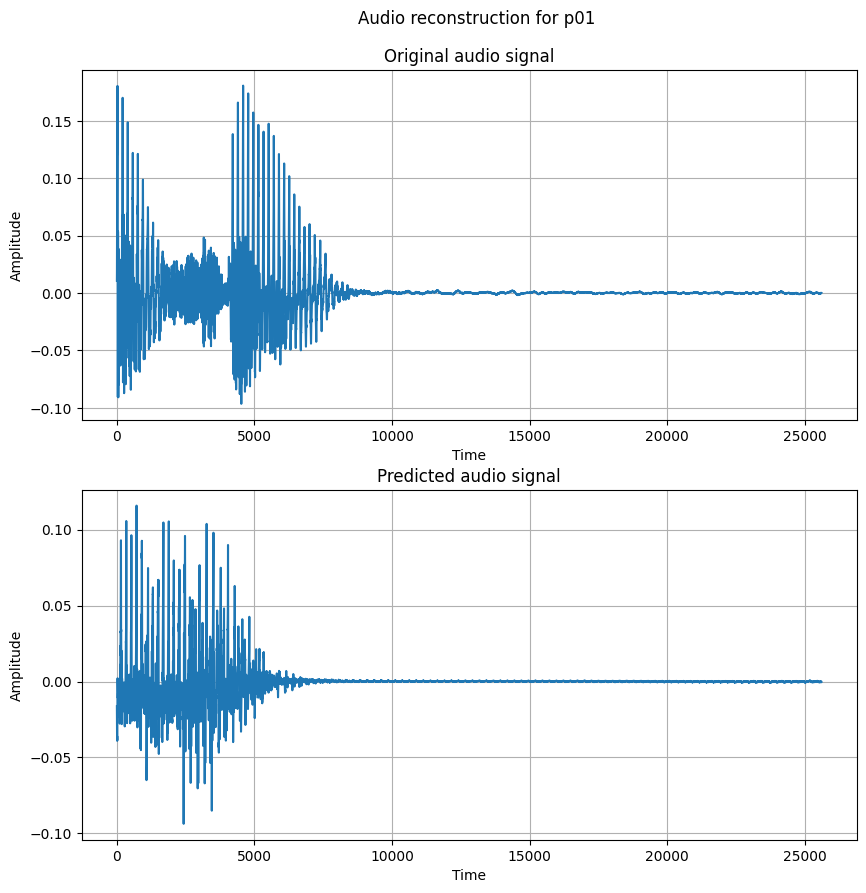 Audio reconstruction for p01
Original audio signal
0.15
0.10
0.05
0.00
−0.05
−0.10
Amplitude
0 5000 10000 15000 20000 25000
Time
Predicted audio signal
0.10
0.05
0.00
−0.05
−0.10
Amplitude
0 5000 10000 15000 20000 25000
Time